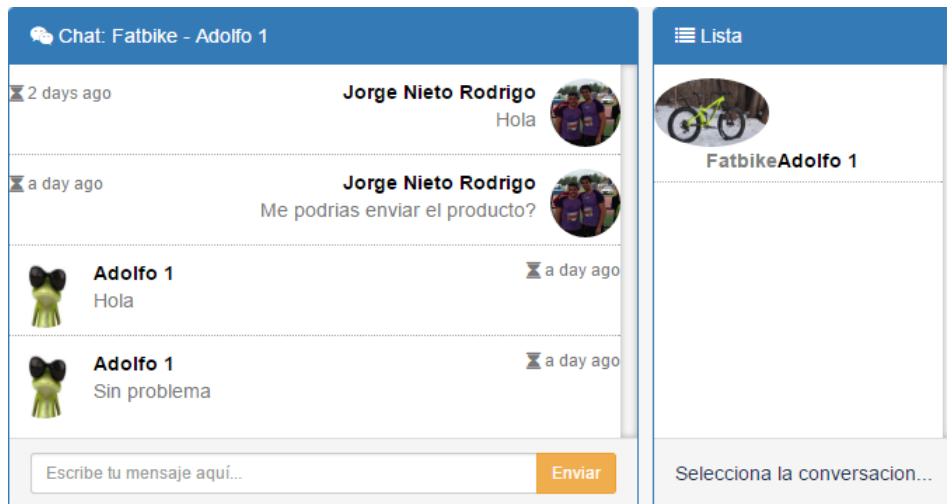 Chat: Fatbike - Adolfo 1
2 days ago
Jorge Nieto Rodrigo
Hola
a day ago
Jorge Nieto Rodrigo
Me podrias enviar el producto?
Adolfo 1
a day ago
Hola
Adolfo 1
a day ago
Sin problema
Escribe tu mensaje aquí...
Enviar
Lista
FatbikeAdolfo 1
Selecciona la conversacion...